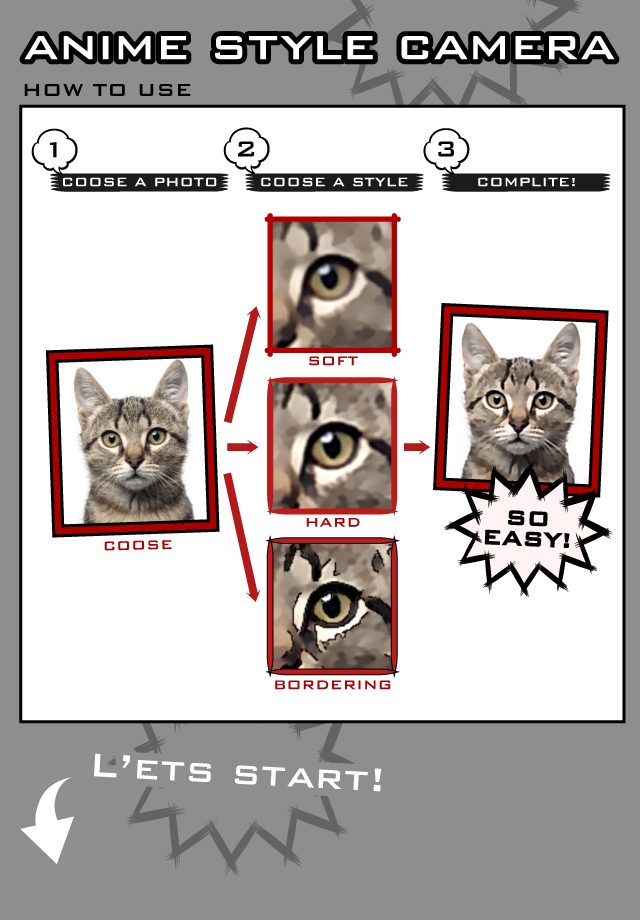 ANIME STYLE CAMERA
HOW TO USE
1
COOSE A PHOTO
2
COOSE A STYLE
3
COMPLITE!
SOFT
COOSE
HARD
SO
EASY!
BORDERING
L'ETS START!